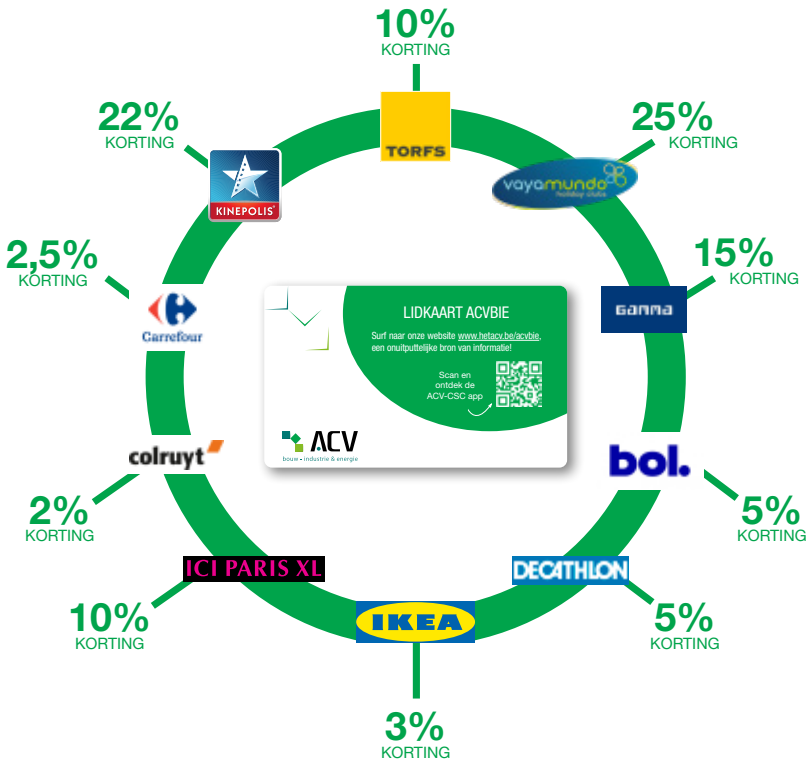 10%
KORTING
TORFS
25%
KORTING
vayamundo
holiday clubs
15%
KORTING
GAMMA
bol.
5%
KORTING
DECATHLON
5%
KORTING
IKEA
3%
KORTING
ICI PARIS XL
10%
KORTING
colruyt
2%
KORTING
Carrefour
2,5%
KORTING
KINEPOLIS
22%
KORTING
LIDKAART ACVBIE
Surf naar onze website www.hetacv.be/acvbie,
een onuitputtelijke bron van informatie!
Scan en
ontdek de
ACV-CSC app
ACV
bouw - industrie & energie